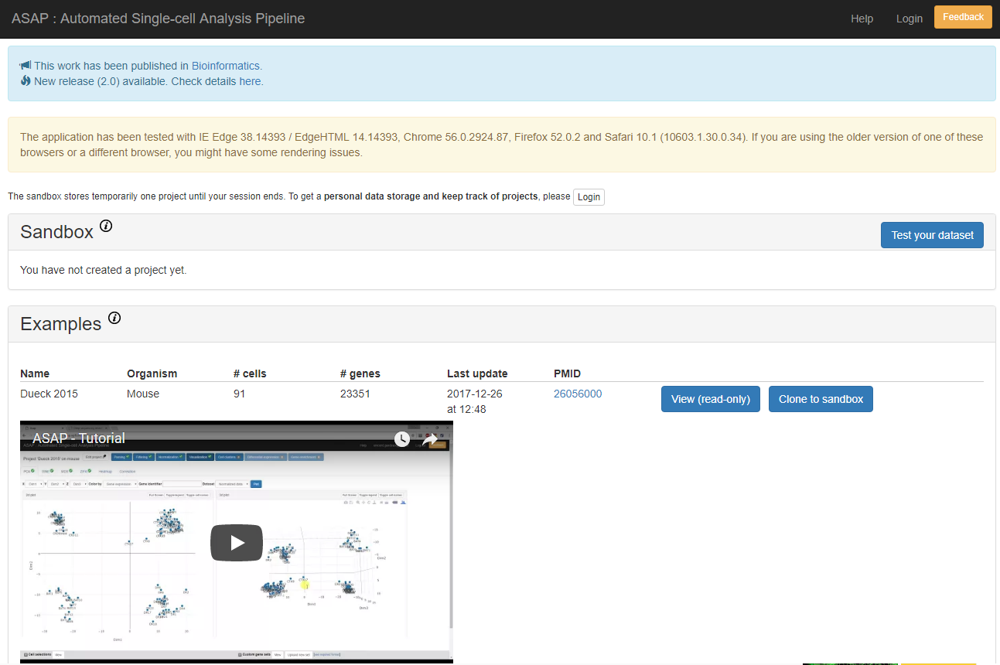 ASAP : Automated Single-cell Analysis Pipeline Help Login Feedback
This work has been published in Bioinformatics.
New release (2.0) available. Check details here.
The application has been tested with IE Edge 38.14393 / EdgeHTML 14.14393, Chrome 56.0.2924.87, Firefox 52.0.2 and Safari 10.1 (10603.1.30.0.34). If you are using the older version of one of these
browsers or a different browser, you might have some rendering issues.
The sandbox stores temporarily one project until your session ends. To get a personal data storage and keep track of projects, please Login
Sandbox Test your dataset
You have not created a project yet.
Examples
Name Organism # cells # genes Last update PMID
Dueck 2015 Mouse 91 23351 2017-12-26 26056000 View (read-only) Clone to sandbox
at 12:48
ASAP - Tutorial
Project 'Dueck 2015' on mouse